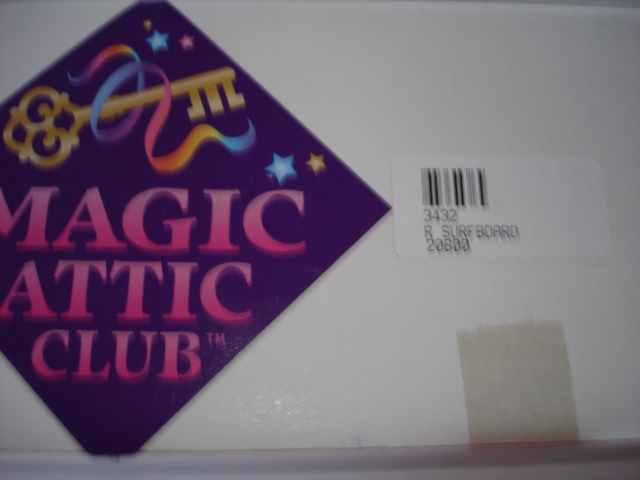 MAGIC
ATTIC
CLUB™
3432
R SURFBOARD
20600